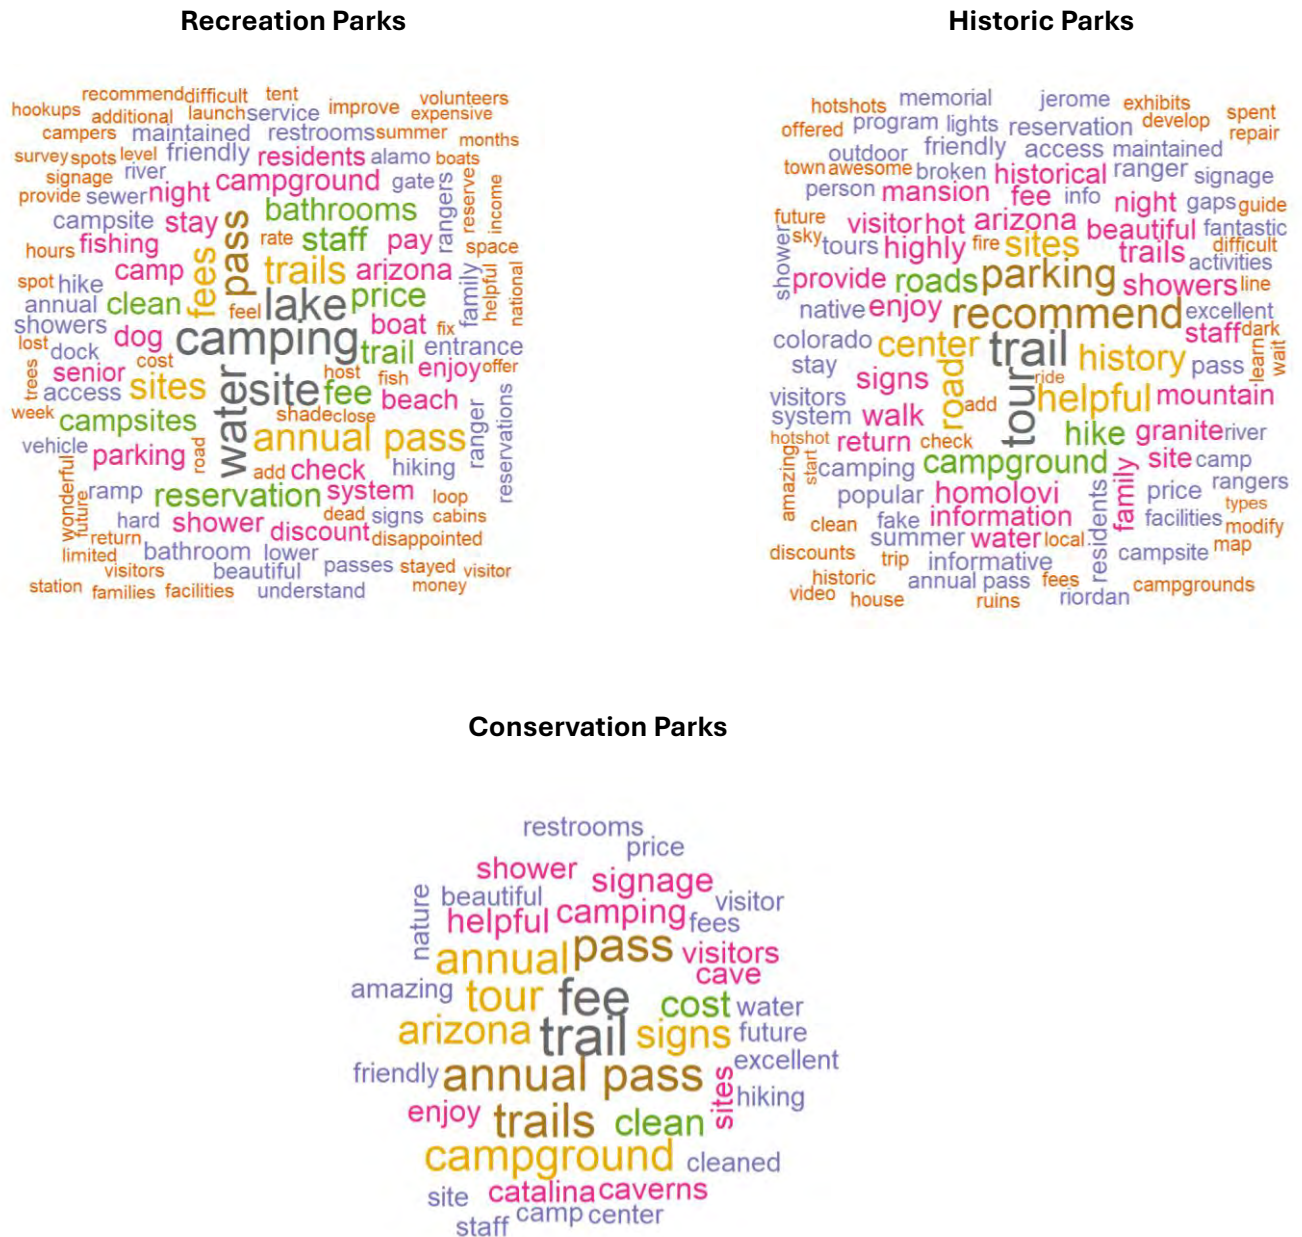 Recreation Parks
recommend difficult tent volunteers
hookups additional launch service improve expensive
campers maintained restrooms summer months
survey spots level friendly residents alamo boats
signage river campground gate
provide sewer night rangers reserve income
campsite stay pass bathrooms
hours fishing fees rate staff pay space
spot hike camp trails arizona family helpful national
annual clean feel lake price
showers dog camping boat fix
lost dock cost trail entrance
trees senior host fish enjoy offer
access sites water site fee beach
week campsites shade close ranger reservations
vehicle parking road annual pass
wonderful add check hiking
ramp reservation system loop
future hard shower dead signs cabins
return discount disappointed
limited bathroom lower
visitors beautiful passes stayed visitor
station families facilities understand money
Historic Parks
hotshots memorial jerome exhibits spent
offered program lights reservation develop repair
outdoor friendly access maintained
town awesome broken historical ranger signage
person mansion fee info night gaps guide
future visitor hot arizona beautiful fantastic
shower sky tours highly fire sites trails difficult
activities
provide roads parking showers line
native enjoy recommend excellent
colorado center trail staff dark
stay history pass learn wait
signs road tour ride
visitors add helpful mountain
system walk
hotshot return check hike granite river
amazing start camping campground family site camp
popular homolovi residents price rangers
clean fake information facilities types
summer water local modify
discounts trip informative campsite map
historic annual pass fees campgrounds
video house ruins riordan
Conservation Parks
restrooms
price
shower signage
nature beautiful visitor
helpful camping fees
annual pass visitors
cave
amazing tour fee cost water
arizona trail signs future
excellent
friendly annual pass sites hiking
enjoy trails clean
campground cleaned
site catalina caverns
staff camp center